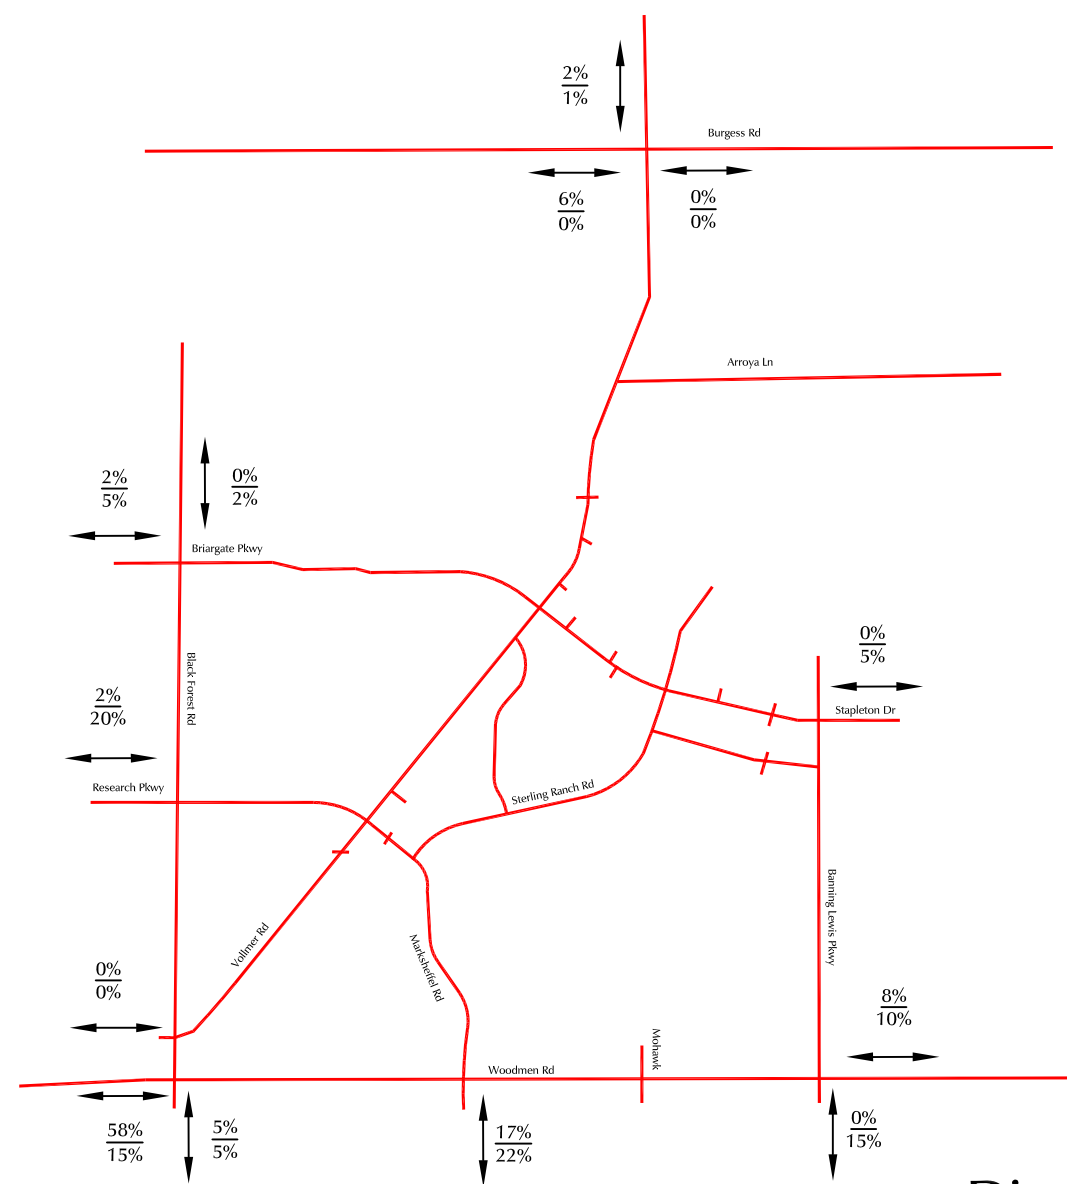 2%
1%
Burgess Rd
6%
0%
0%
0%
Arroya Ln
2%
5%
0%
2%
Briargate Pkwy
0%
5%
Black Forest Rd
Stapleton Dr
2%
20%
Research Pkwy
Sterling Ranch Rd
Vollmer Rd
Marksheffel Rd
Banning Lewis Pkwy
0%
0%
8%
10%
Mohawk
Woodmen Rd
58%
15%
5%
5%
17%
22%
0%
15%